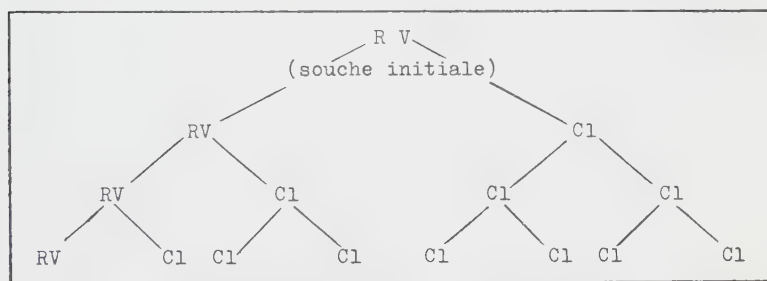 R V
(souche initiale)
RV Cl
RV Cl Cl Cl
RV Cl Cl Cl Cl Cl Cl Cl